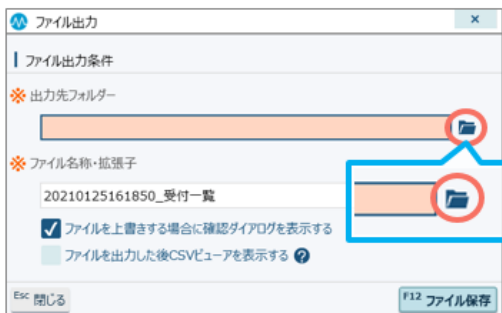 ファイル出力
ファイル出力条件
※ 出力先フォルダー
※ ファイル名称・拡張子
20210125161850_受付一覧
ファイルを上書きする場合に確認ダイアログを表示する
ファイルを出力した後CSVビューアを表示する ?
Esc 閉じる
F12 ファイル保存